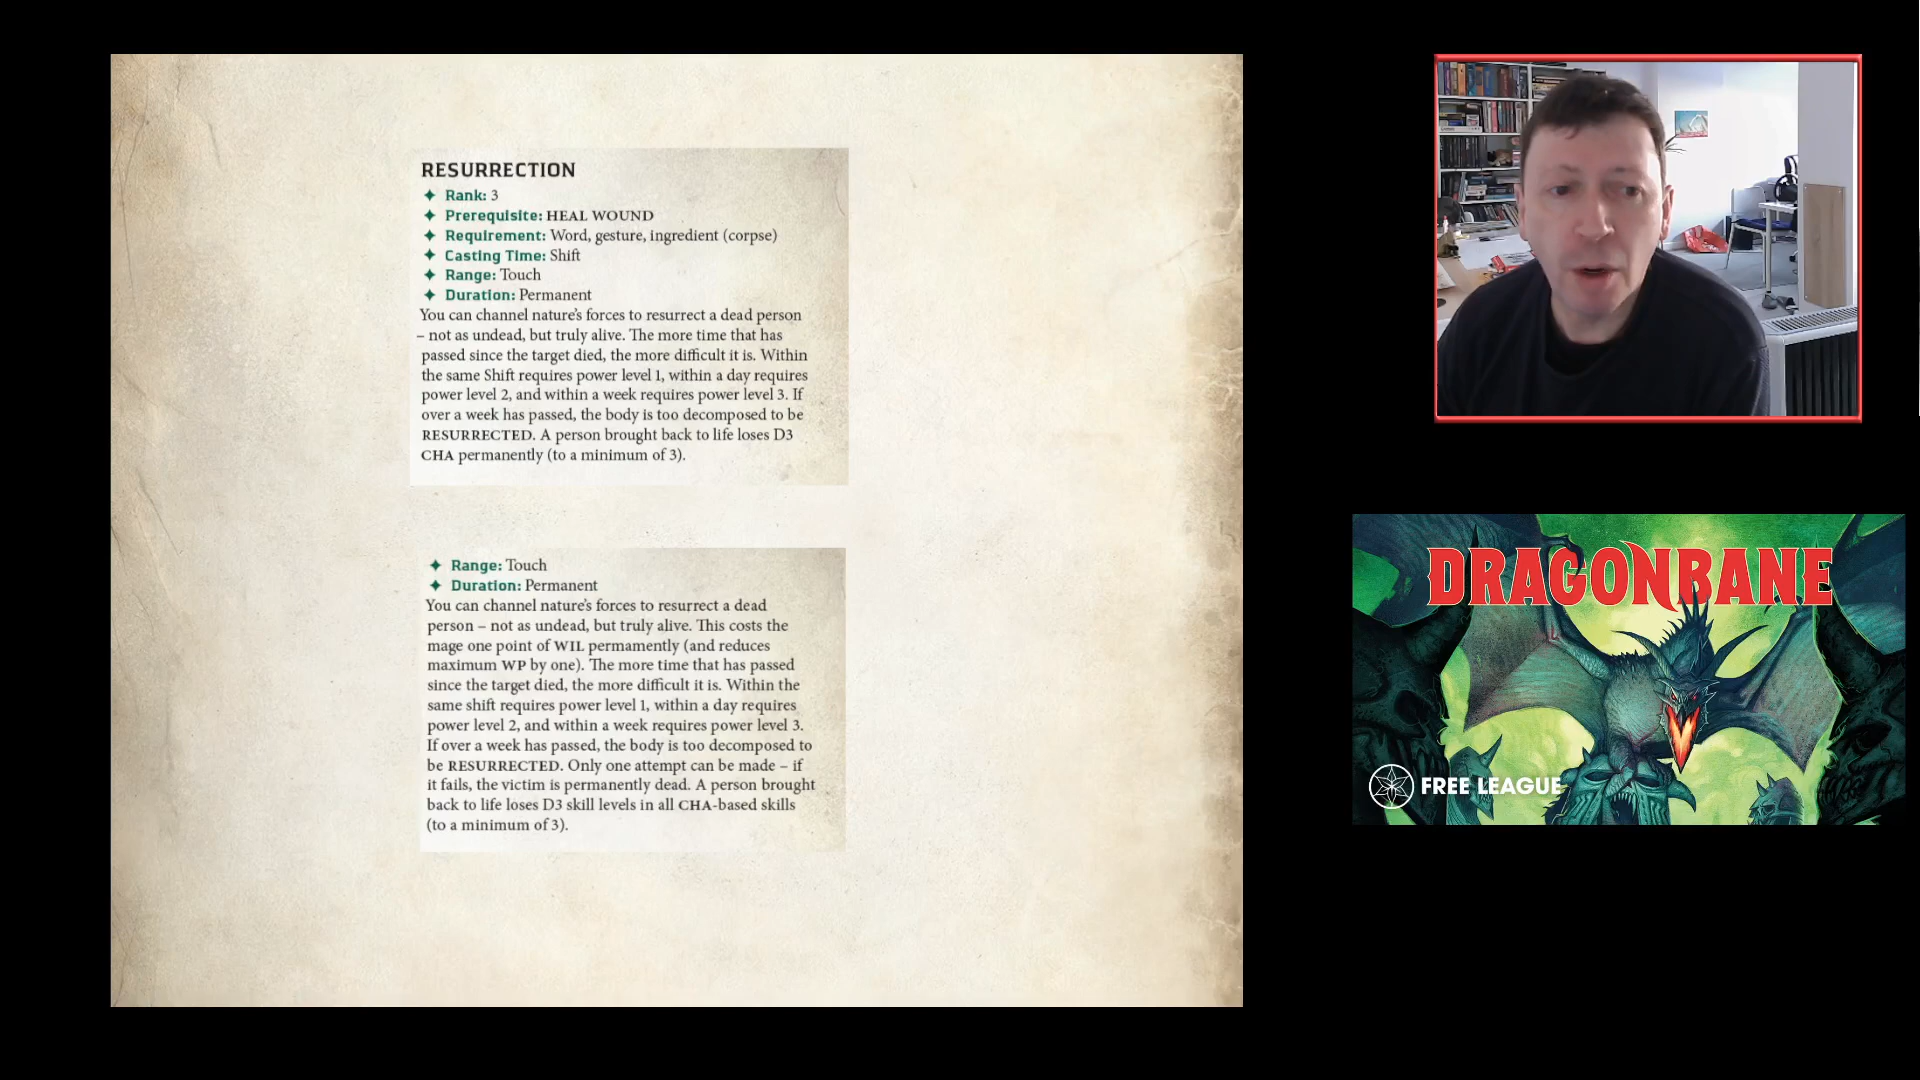 RESURRECTION
✦ Rank: 3
✦ Prerequisite: HEAL WOUND
✦ Requirement: Word, gesture, ingredient (corpse)
✦ Casting Time: Shift
✦ Range: Touch
✦ Duration: Permanent
You can channel nature's forces to resurrect a dead person
– not as undead, but truly alive. The more time that has
passed since the target died, the more difficult it is. Within
the same Shift requires power level 1, within a day requires
power level 2, and within a week requires power level 3. If
over a week has passed, the body is too decomposed to be
RESURRECTED. A person brought back to life loses D3
CHA permanently (to a minimum of 3).
✦ Range: Touch
✦ Duration: Permanent
You can channel nature's forces to resurrect a dead
person – not as undead, but truly alive. This costs the
mage one point of WIL permamently (and reduces
maximum WP by one). The more time that has passed
since the target died, the more difficult it is. Within the
same shift requires power level 1, within a day requires
power level 2, and within a week requires power level 3.
If over a week has passed, the body is too decomposed to
be RESURRECTED. Only one attempt can be made – if
it fails, the victim is permanently dead. A person brought
back to life loses D3 skill levels in all CHA-based skills
(to a minimum of 3).
DRAGONBANE
FREE LEAGUE